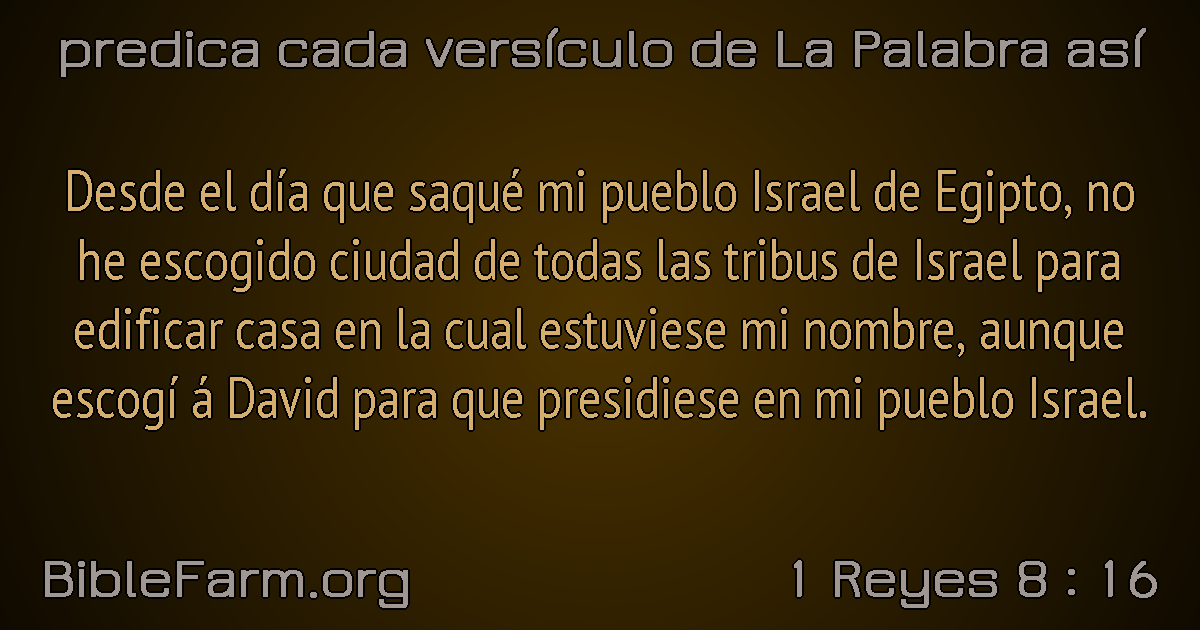 predica cada versículo de La Palabra así
Desde el día que saqué mi pueblo Israel de Egipto, no
he escogido ciudad de todas las tribus de Israel para
edificar casa en la cual estuviese mi nombre, aunque
escogí á David para que presidiese en mi pueblo Israel.
BibleFarm.org
1 Reyes 8 : 16